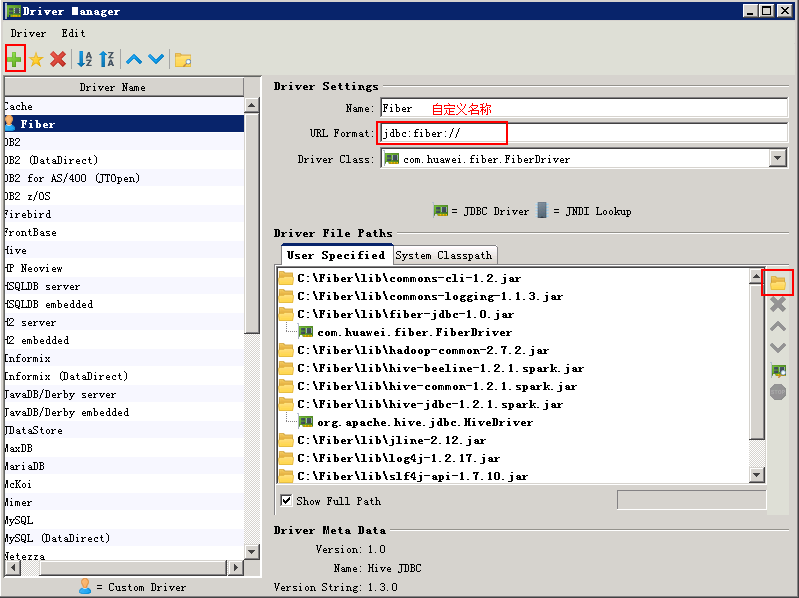 Driver Manager
Driver Edit
Driver Name
Cache
Fiber
DB2
DB2 (DataDirect)
DB2 for AS/400 (JTOpen)
DB2 z/OS
Firebird
FrontBase
Hive
HP Neoview
HSQLDB server
HSQLDB embedded
H2 server
H2 embedded
Informix
Informix (DataDirect)
JavaDB/Derby server
JavaDB/Derby embedded
JDataStore
MaxDB
MariaDB
McKoi
Mimer
MySQL
MySQL (DataDirect)
Netezza
= Custom Driver
Driver Settings
Name: Fiber 自定义名称
URL Format: jdbc:fiber://
Driver Class: com.huawei.fiber.FiberDriver
= JDBC Driver = JNDI Lookup
Driver File Paths
User Specified System Classpath
C:\Fiber\lib\commons-cli-1.2.jar
C:\Fiber\lib\commons-logging-1.1.3.jar
C:\Fiber\lib\fiber-jdbc-1.0.jar
com.huawei.fiber.FiberDriver
C:\Fiber\lib\hadoop-common-2.7.2.jar
C:\Fiber\lib\hive-beeline-1.2.1.spark.jar
C:\Fiber\lib\hive-common-1.2.1.spark.jar
C:\Fiber\lib\hive-jdbc-1.2.1.spark.jar
org.apache.hive.jdbc.HiveDriver
C:\Fiber\lib\jline-2.12.jar
C:\Fiber\lib\log4j-1.2.17.jar
C:\Fiber\lib\slf4j-api-1.7.10.jar
Show Full Path
Driver Meta Data
Version: 1.0
Name: Hive JDBC
Version String: 1.3.0